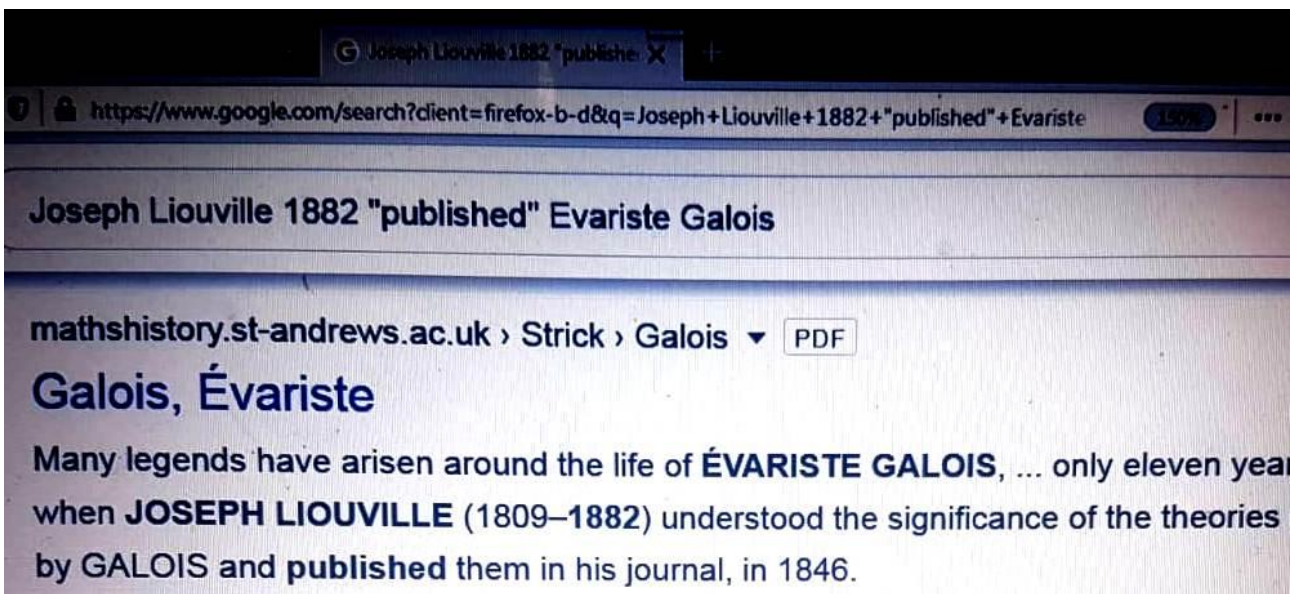 G Joseph Liouville 1882 "publishe
https://www.google.com/search?client=firefox-b-d&q=Joseph+Liouville+1882+"published"+Evariste 150% ...
Joseph Liouville 1882 "published" Evariste Galois
mathshistory.st-andrews.ac.uk › Strick › Galois PDF
Galois, Évariste
Many legends have arisen around the life of ÉVARISTE GALOIS, ... only eleven year
when JOSEPH LIOUVILLE (1809–1882) understood the significance of the theories
by GALOIS and published them in his journal, in 1846.